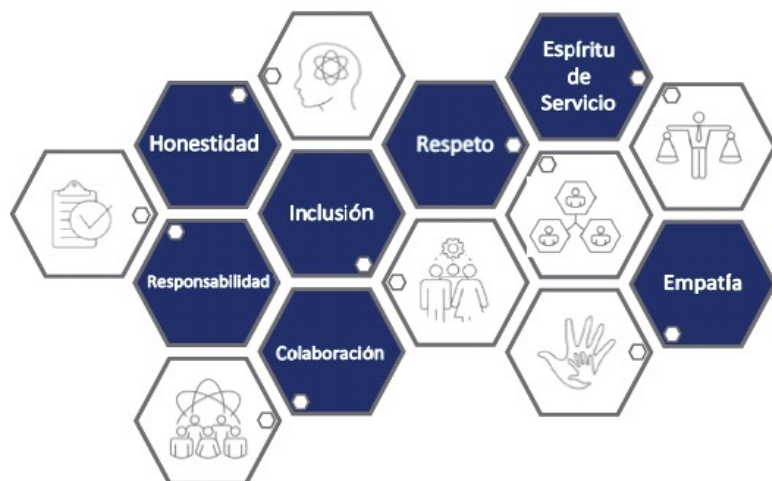 Espíritu
de
Servicio
Honestidad
Respeto
Inclusión
Responsabilidad
Empatía
Colaboración